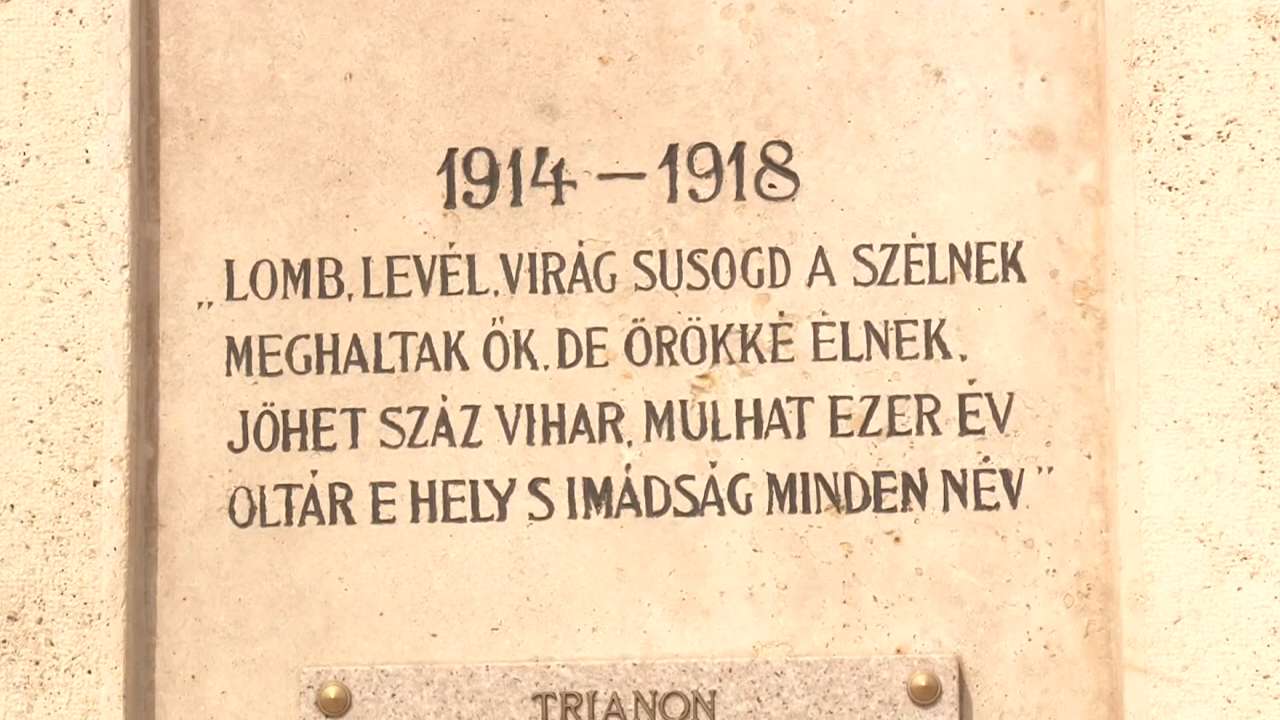 1914 – 1918
„LOMB, LEVÉL, VIRÁG SUSOGD A SZÉLNEK
MEGHALTAK ŐK, DE ÖRÖKKÉ ÉLNEK,
JÖHET SZÁZ VIHAR, MULHAT EZER ÉV
OLTÁR E HELY S IMÁDSÁG MINDEN NÉV”
TRIANON